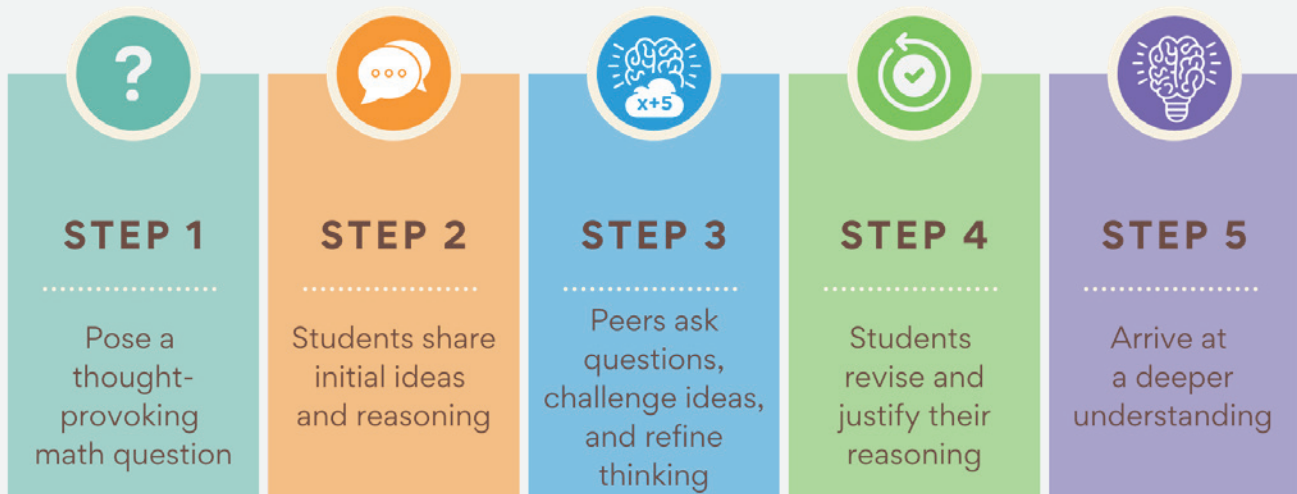 ?
x+5
STEP 1
Pose a
thought-
provoking
math question
STEP 2
Students share
initial ideas
and reasoning
STEP 3
Peers ask
questions,
challenge ideas,
and refine
thinking
STEP 4
Students
revise and
justify their
reasoning
STEP 5
Arrive at
a deeper
understanding